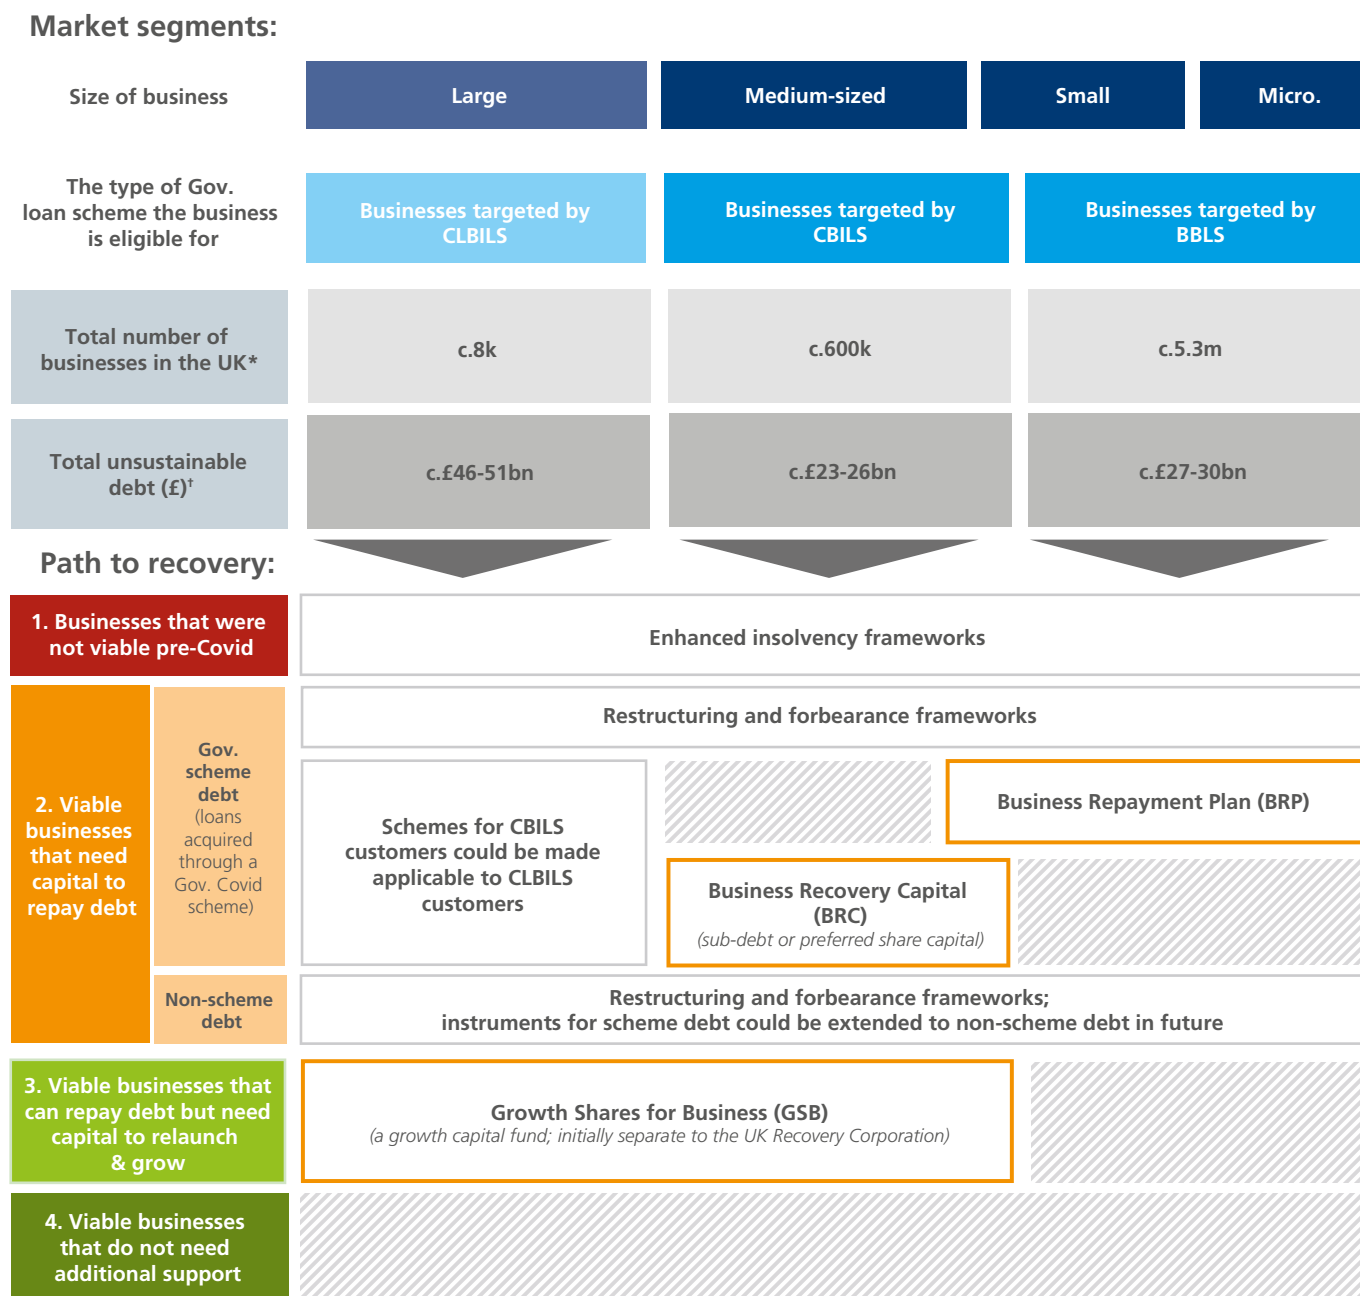 Market segments:
Size of business
Large
Medium-sized
Small
Micro.
The type of Gov.
loan scheme the business
is eligible for
Businesses targeted by
CLBILS
Businesses targeted by
CBILS
Businesses targeted by
BBLS
Total number of
businesses in the UK*
c.8k
c.600k
c.5.3m
Total unsustainable
debt (£)†
c.£46-51bn
c.£23-26bn
c.£27-30bn
Path to recovery:
1. Businesses that were
not viable pre-Covid
Enhanced insolvency frameworks
2. Viable
businesses
that need
capital to
repay debt
Gov.
scheme
debt
(loans
acquired
through a
Gov. Covid
scheme)
Restructuring and forbearance frameworks
Schemes for CBILS
customers could be made
applicable to CLBILS
customers
Business Repayment Plan (BRP)
Business Recovery Capital
(BRC)
(sub-debt or preferred share capital)
Non-scheme
debt
Restructuring and forbearance frameworks;
instruments for scheme debt could be extended to non-scheme debt in future
3. Viable businesses that
can repay debt but need
capital to relaunch
& grow
Growth Shares for Business (GSB)
(a growth capital fund; initially separate to the UK Recovery Corporation)
4. Viable businesses
that do not need
additional support